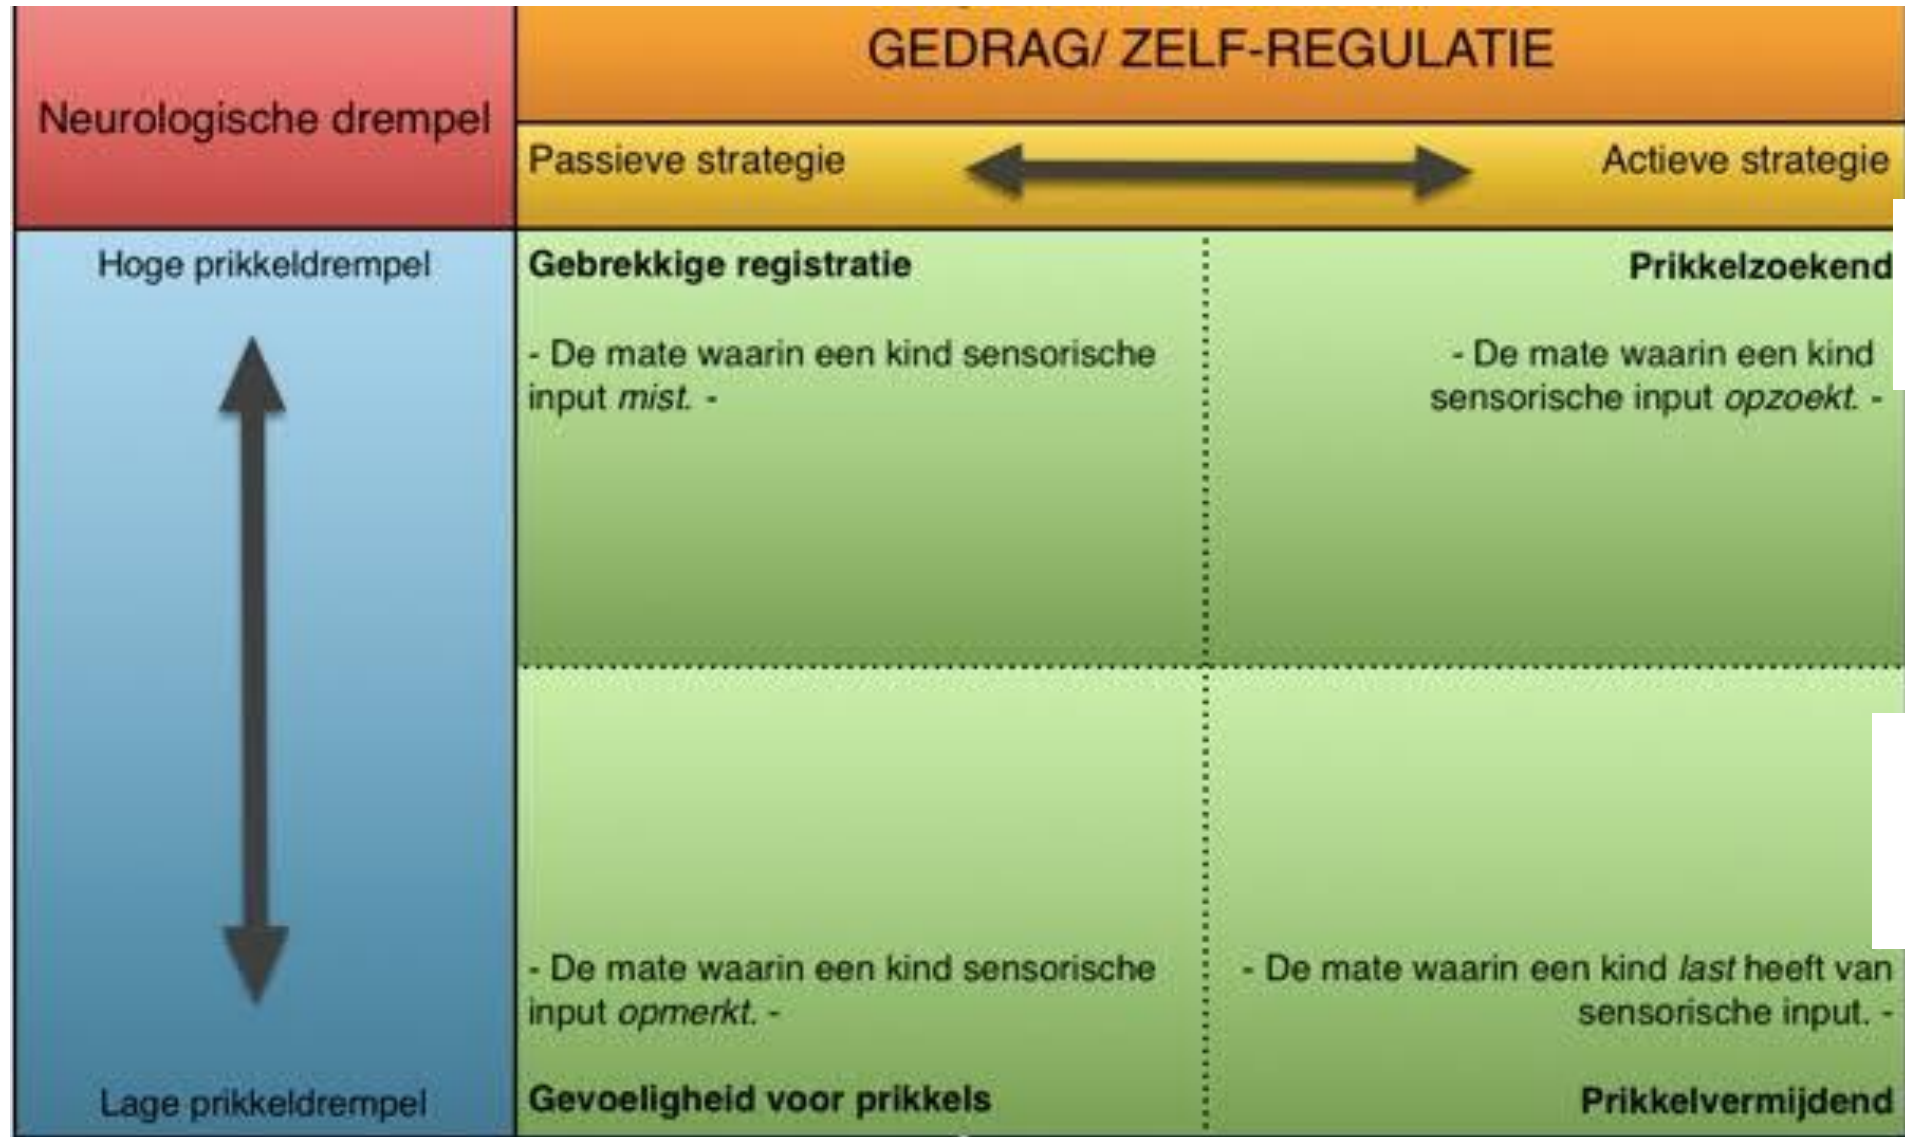 GEDRAG/ ZELF-REGULATIE
Neurologische drempel
Passieve strategie
Actieve strategie
Hoge prikkeldrempel
Gebrekkige registratie
- De mate waarin een kind sensorische
input mist. -
Prikkelzoekend
- De mate waarin een kind
sensorische input opzoekt. -
- De mate waarin een kind sensorische
input opmerkt. -
Gevoeligheid voor prikkels
- De mate waarin een kind last heeft van
sensorische input. -
Prikkelvermijdend
Lage prikkeldrempel